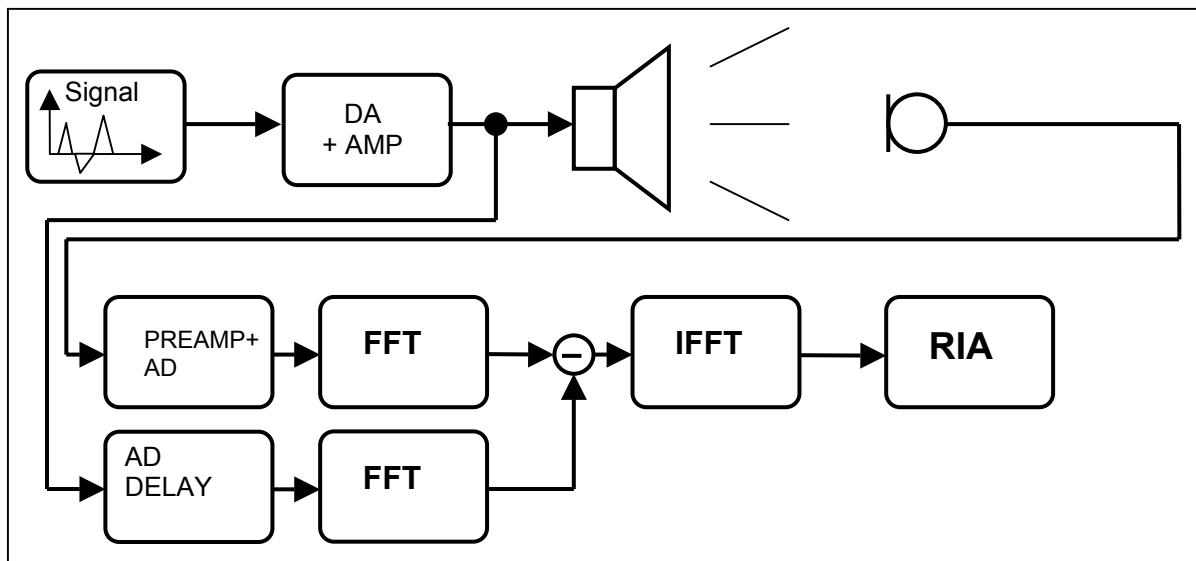 Signal
DA
+ AMP
PREAMP+
AD
FFT
−
IFFT
RIA
AD
DELAY
FFT